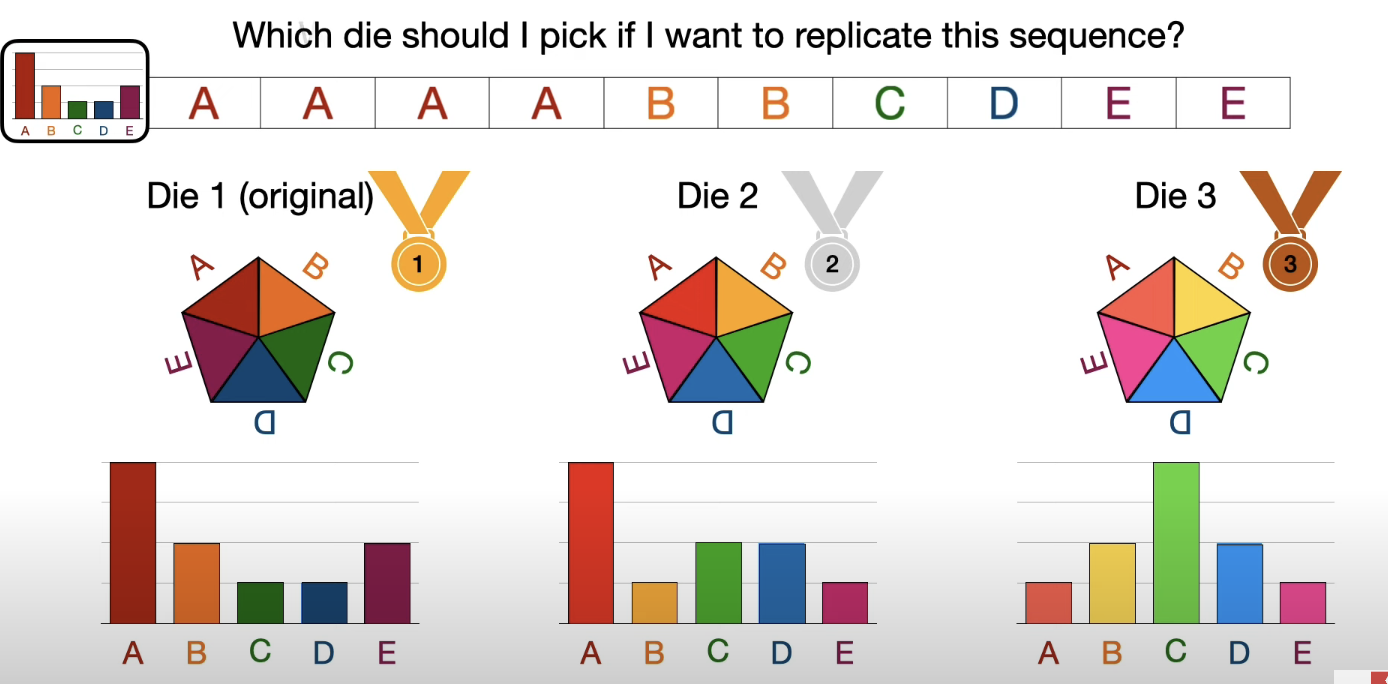 Which die should I pick if I want to replicate this sequence?
A B C D E
A A A A B B C D E E
Die 1 (original)
1
Die 2
2
Die 3
3
A B C D E
A B C D E
A B C D E
A B C D E
A B C D E
A B C D E